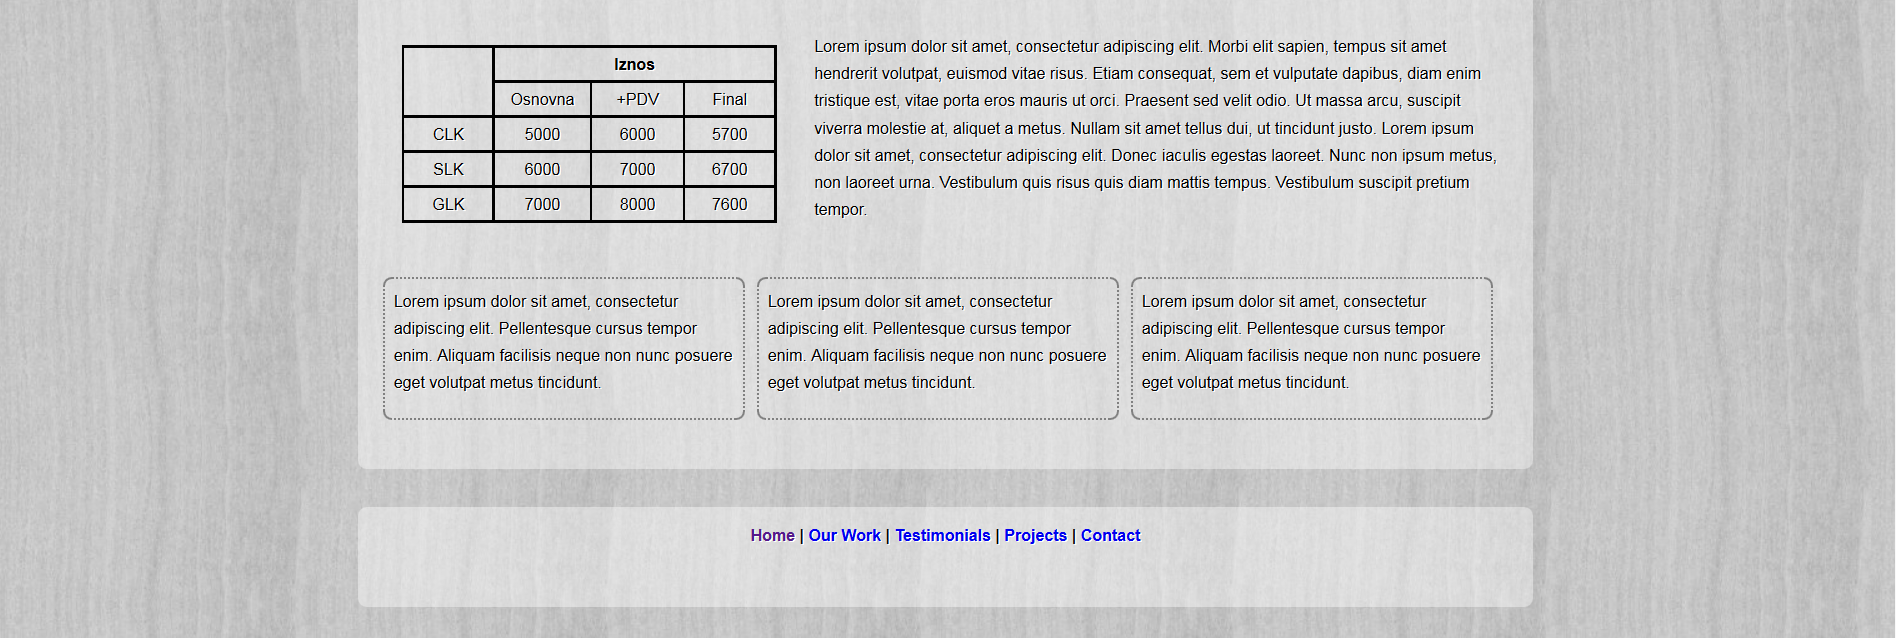 Iznos
Osnovna +PDV Final
CLK 5000 6000 5700
SLK 6000 7000 6700
GLK 7000 8000 7600
Lorem ipsum dolor sit amet, consectetur adipiscing elit. Morbi elit sapien, tempus sit amet
hendrerit volutpat, euismod vitae risus. Etiam consequat, sem et vulputate dapibus, diam enim
tristique est, vitae porta eros mauris ut orci. Praesent sed velit odio. Ut massa arcu, suscipit
viverra molestie at, aliquet a metus. Nullam sit amet tellus dui, ut tincidunt justo. Lorem ipsum
dolor sit amet, consectetur adipiscing elit. Donec iaculis egestas laoreet. Nunc non ipsum metus,
non laoreet urna. Vestibulum quis risus quis diam mattis tempus. Vestibulum suscipit pretium
tempor.
Lorem ipsum dolor sit amet, consectetur
adipiscing elit. Pellentesque cursus tempor
enim. Aliquam facilisis neque non nunc posuere
eget volutpat metus tincidunt.
Lorem ipsum dolor sit amet, consectetur
adipiscing elit. Pellentesque cursus tempor
enim. Aliquam facilisis neque non nunc posuere
eget volutpat metus tincidunt.
Lorem ipsum dolor sit amet, consectetur
adipiscing elit. Pellentesque cursus tempor
enim. Aliquam facilisis neque non nunc posuere
eget volutpat metus tincidunt.
Home | Our Work | Testimonials | Projects | Contact